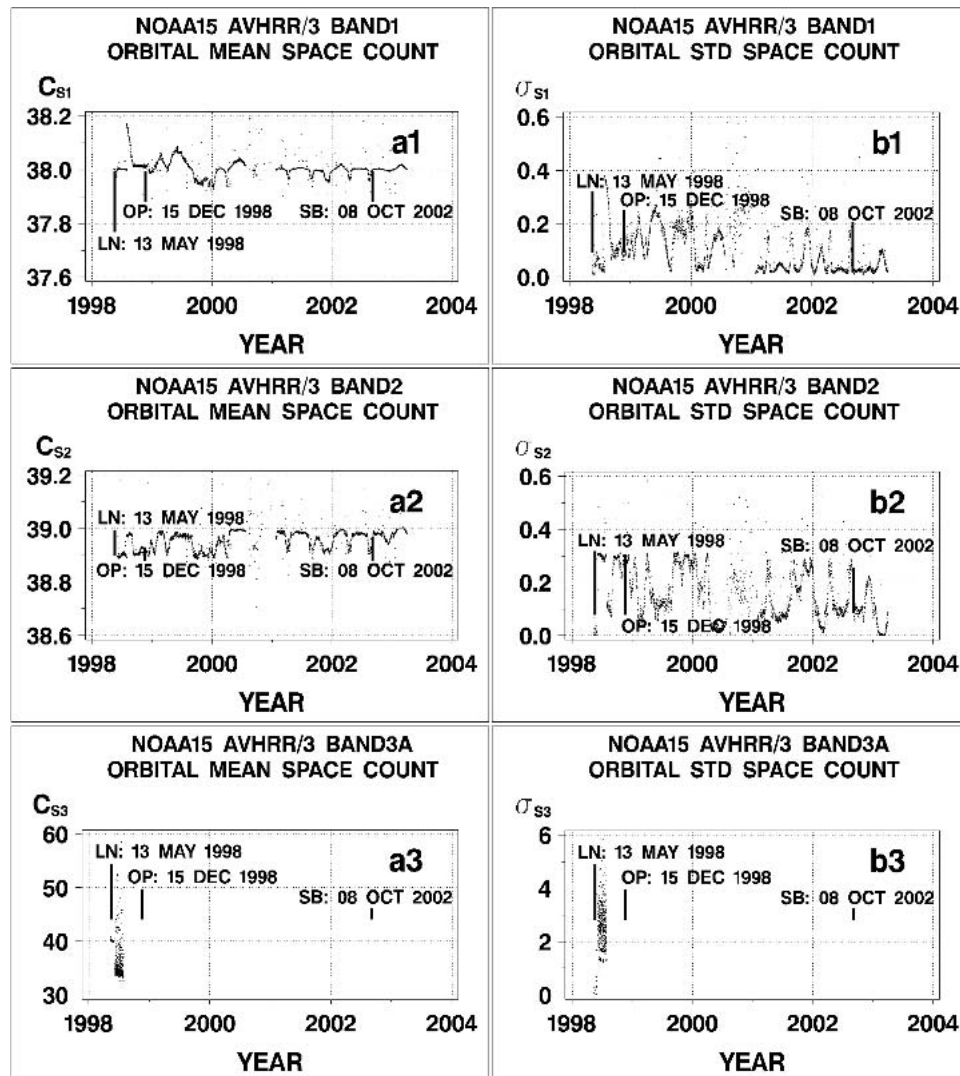 NOAA15 AVHRR/3 BAND1
ORBITAL MEAN SPACE COUNT
CS1
38.2
38.0
37.8
37.6
a1
OP: 15 DEC 1998
SB: 08 OCT 2002
LN: 13 MAY 1998
1998 2000 2002 2004
YEAR
NOAA15 AVHRR/3 BAND1
ORBITAL STD SPACE COUNT
σS1
0.6
0.4
0.2
0.0
b1
LN: 13 MAY 1998
OP: 15 DEC 1998
SB: 08 OCT 2002
1998 2000 2002 2004
YEAR
NOAA15 AVHRR/3 BAND2
ORBITAL MEAN SPACE COUNT
CS2
39.2
39.0
38.8
38.6
a2
LN: 13 MAY 1998
OP: 15 DEC 1998
SB: 08 OCT 2002
1998 2000 2002 2004
YEAR
NOAA15 AVHRR/3 BAND2
ORBITAL STD SPACE COUNT
σS2
0.6
0.4
0.2
0.0
b2
LN: 13 MAY 1998
SB: 08 OCT 2002
OP: 15 DEC 1998
1998 2000 2002 2004
YEAR
NOAA15 AVHRR/3 BAND3A
ORBITAL MEAN SPACE COUNT
CS3
60
50
40
30
a3
LN: 13 MAY 1998
OP: 15 DEC 1998
SB: 08 OCT 2002
1998 2000 2002 2004
YEAR
NOAA15 AVHRR/3 BAND3A
ORBITAL STD SPACE COUNT
σS3
6
4
2
0
b3
LN: 13 MAY 1998
OP: 15 DEC 1998
SB: 08 OCT 2002
1998 2000 2002 2004
YEAR